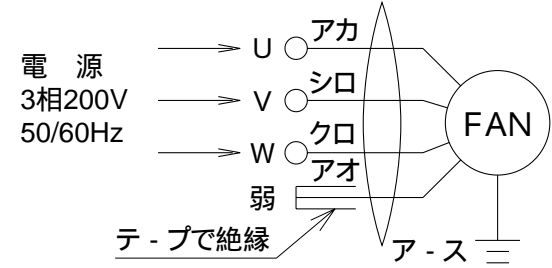 電 源
3相200V
50/60Hz
U アカ
V シロ
W クロ
弱 アオ
FAN
テ - プで絶縁
ア - ス